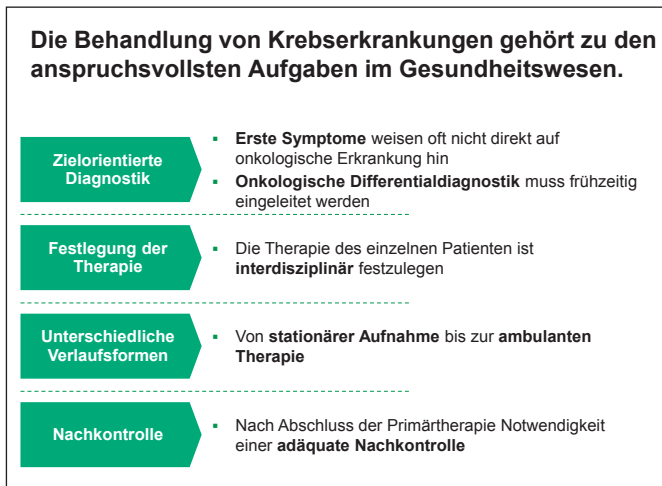 Die Behandlung von Krebserkrankungen gehört zu den
anspruchsvollsten Aufgaben im Gesundheitswesen.
Zielorientierte
Diagnostik
▪ Erste Symptome weisen oft nicht direkt auf
onkologische Erkrankung hin
▪ Onkologische Differentialdiagnostik muss frühzeitig
eingeleitet werden
Festlegung der
Therapie
▪ Die Therapie des einzelnen Patienten ist
interdisziplinär festzulegen
Unterschiedliche
Verlaufsformen
▪ Von stationärer Aufnahme bis zur ambulanten
Therapie
Nachkontrolle
▪ Nach Abschluss der Primärtherapie Notwendigkeit
einer adäquate Nachkontrolle